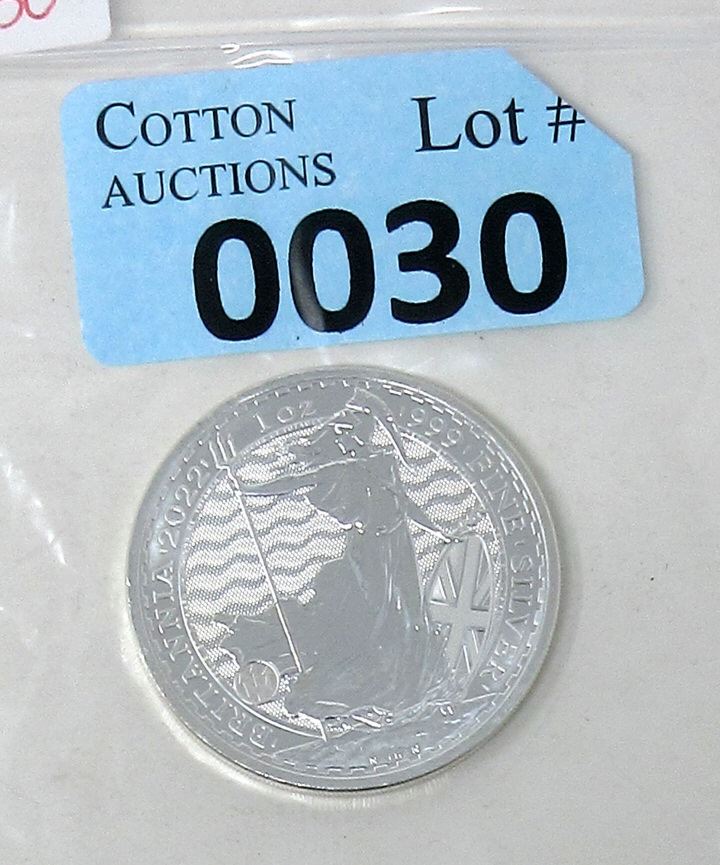 COTTON
AUCTIONS
Lot #
0030
BRITANNIA 2022 1 OZ 999 FINE SILVER